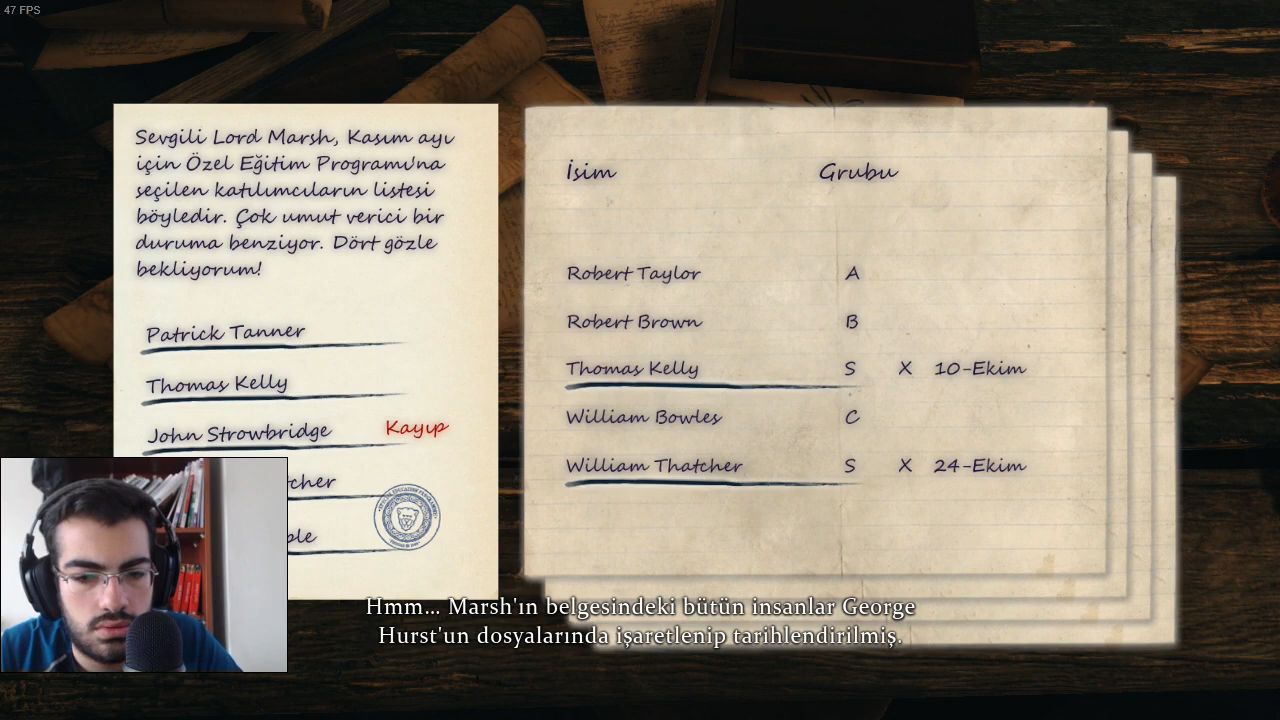 47 FPS
Sevgili Lord Marsh, Kasım ayı
için Özel Eğitim Programı'na
seçilen katılımcıların listesi
böyledir. Çok umut verici bir
duruma benziyor. Dört gözle
bekliyorum!
Patrick Tanner
Thomas Kelly
John Strowbridge Kayıp
tcher
ble
İsim Grubu
Robert Taylor A
Robert Brown B
Thomas Kelly S X 10-Ekim
William Bowles C
William Thatcher S X 24-Ekim
Hmm... Marsh'ın belgesindeki bütün insanlar George
Hurst'un dosyalarında işaretlenip tarihlendirilmiş.